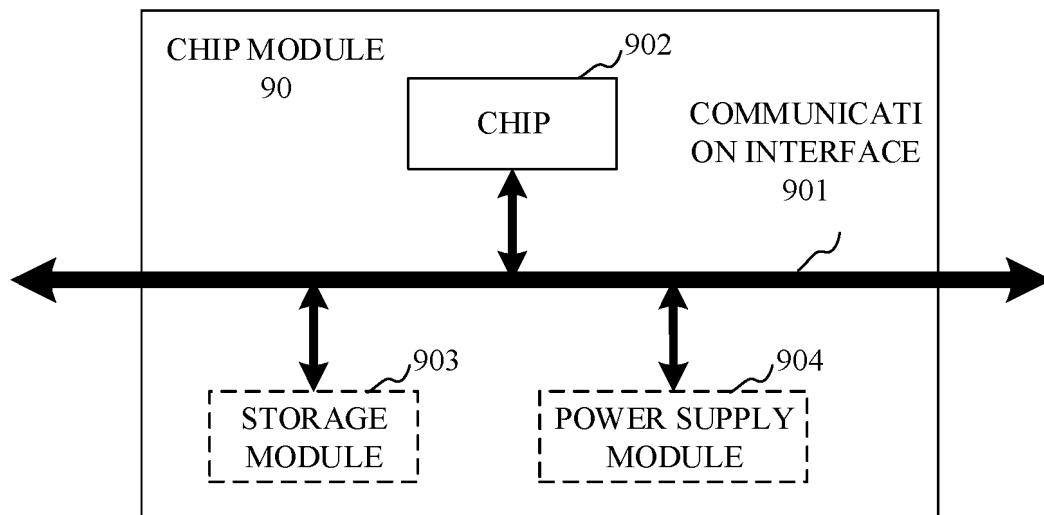 CHIP MODULE
90
902
CHIP
COMMUNICATI
ON INTERFACE
901
903
STORAGE
MODULE
904
POWER SUPPLY
MODULE